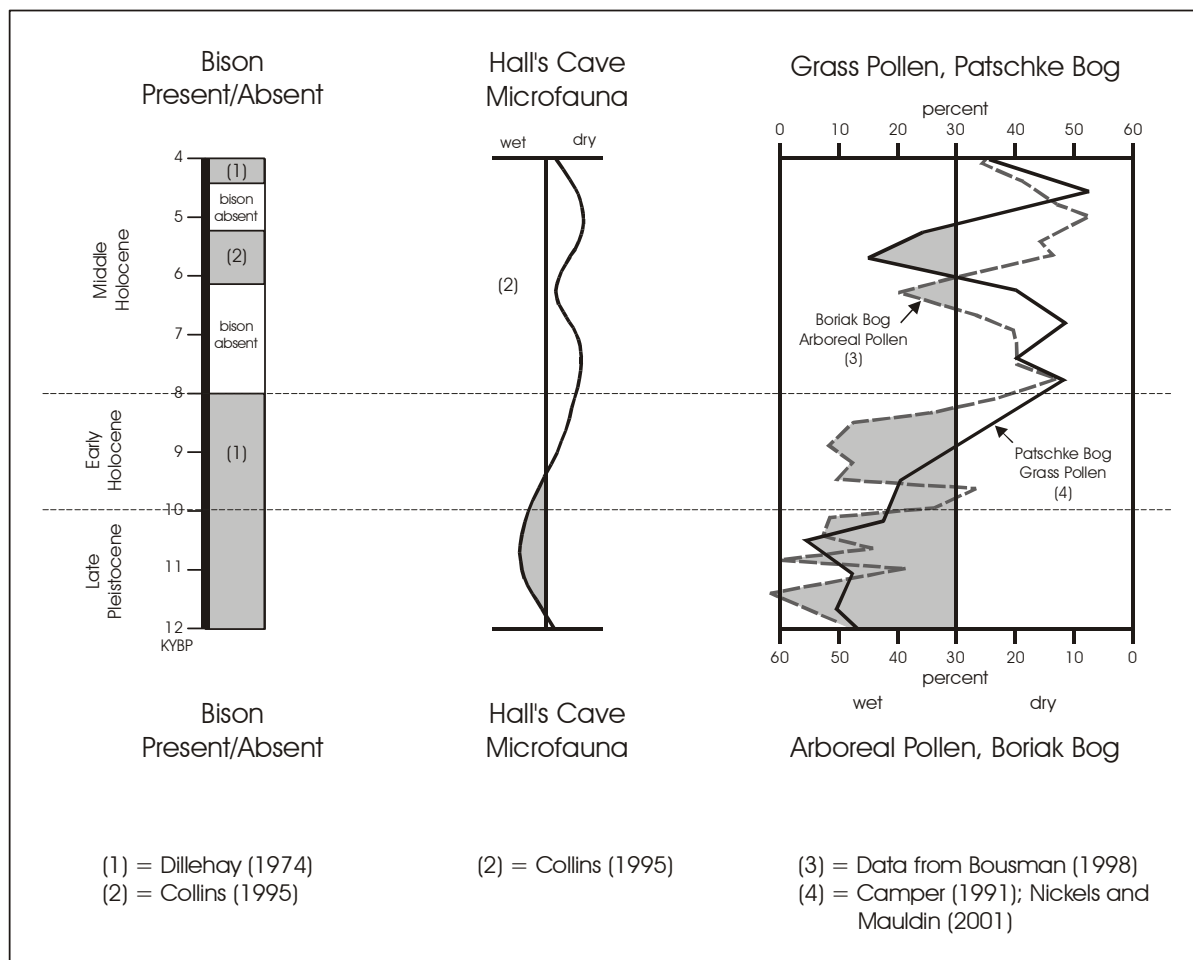 Bison
Present/Absent
Hall's Cave
Microfauna
Grass Pollen, Patschke Bog
percent
0 10 20 30 40 50 60
wet dry
4
5
6
7
8
9
10
11
12
KYBP
Middle
Holocene
Early
Holocene
Late
Pleistocene
(1)
bison
absent
(2)
bison
absent
(1)
(2)
Boriak Bog
Arboreal Pollen
(3)
Patschke Bog
Grass Pollen
(4)
60 50 40 30 20 10 0
percent
wet dry
Bison
Present/Absent
Hall's Cave
Microfauna
Arboreal Pollen, Boriak Bog
(1) = Dillehay (1974)
(2) = Collins (1995)
(2) = Collins (1995)
(3) = Data from Bousman (1998)
(4) = Camper (1991); Nickels and
Mauldin (2001)